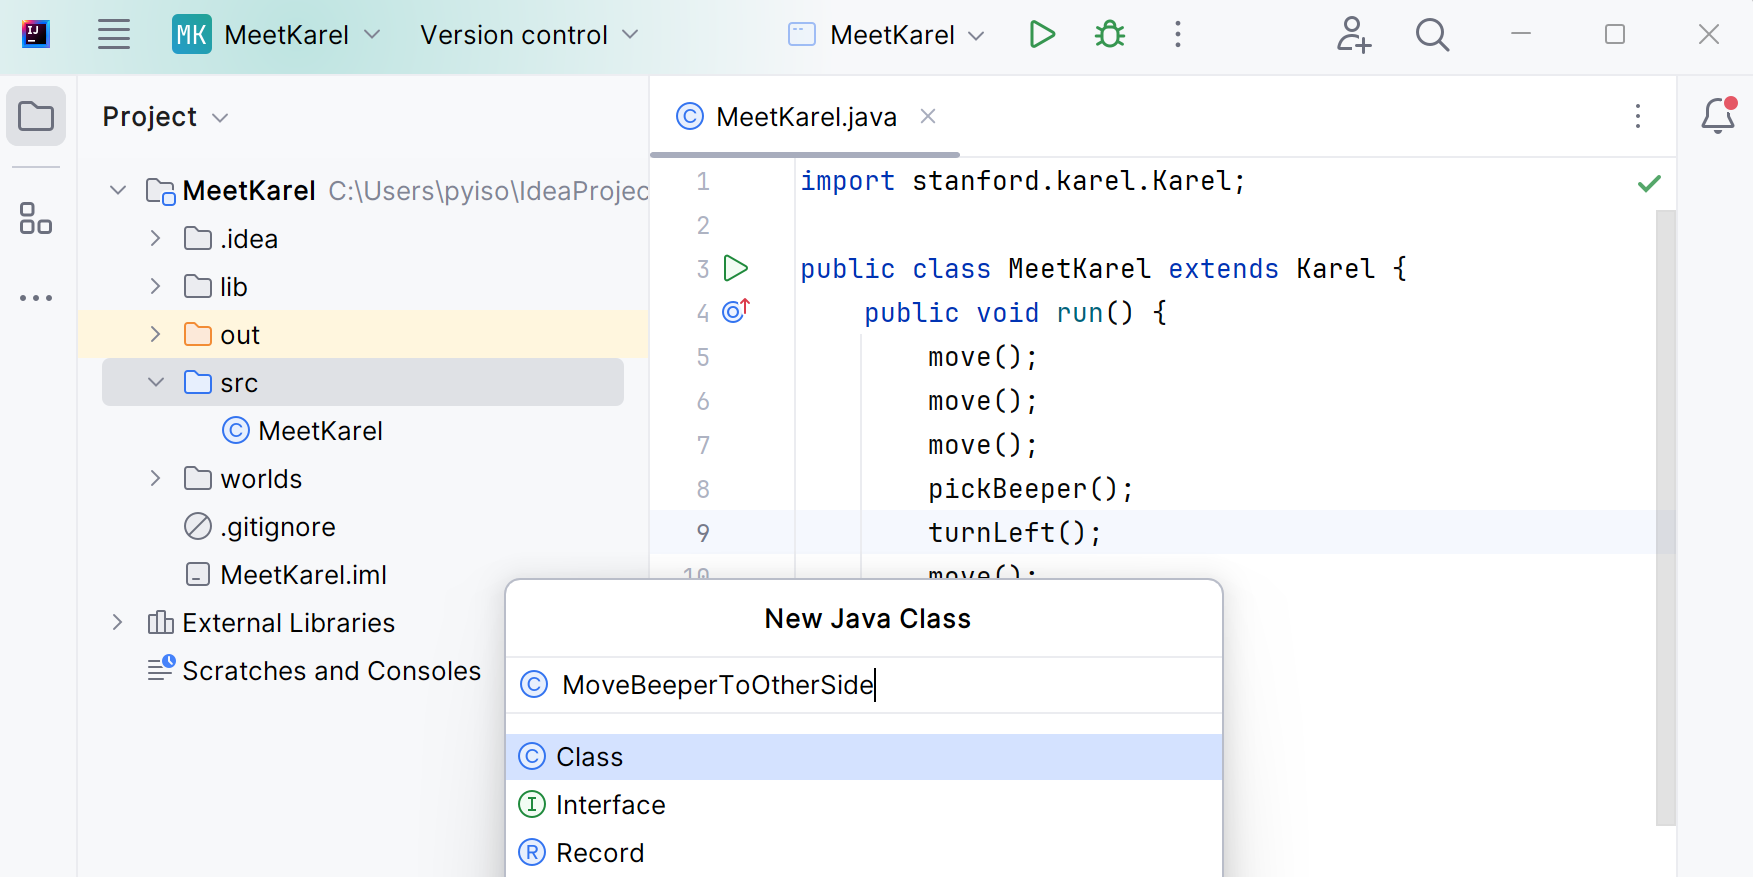 IJ
MK MeetKarel Version control MeetKarel
Project
MeetKarel.java
MeetKarel C:\Users\pyiso\IdeaProjec
.idea
lib
out
src
C MeetKarel
worlds
.gitignore
MeetKarel.iml
External Libraries
Scratches and Consoles
1 import stanford.karel.Karel;
2
3 public class MeetKarel extends Karel {
4 public void run() {
5 move();
6 move();
7 move();
8 pickBeeper();
9 turnLeft();
10 move();
New Java Class
C MoveBeeperToOtherSide
C Class
I Interface
R Record